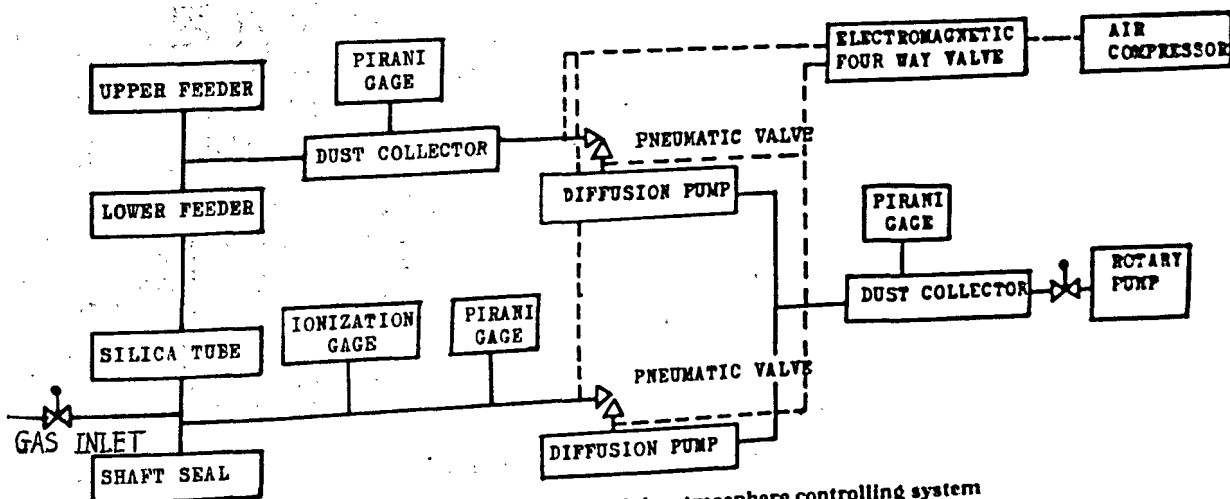 ELECTROMAGNETIC
FOUR WAY VALVE
AIR
COMPRESSOR
PIRANI
GAGE
UPPER FEEDER
DUST COLLECTOR
PNEUMATIC VALVE
LOWER FEEDER
DIFFUSION PUMP
PIRANI
GAGE
ROTARY
PUMP
DUST COLLECTOR
IONIZATION
GAGE
PIRANI
GAGE
SILICA TUBE
PNEUMATIC VALVE
GAS INLET
DIFFUSION PUMP
SHAFT SEAL
atmosphere controlling system